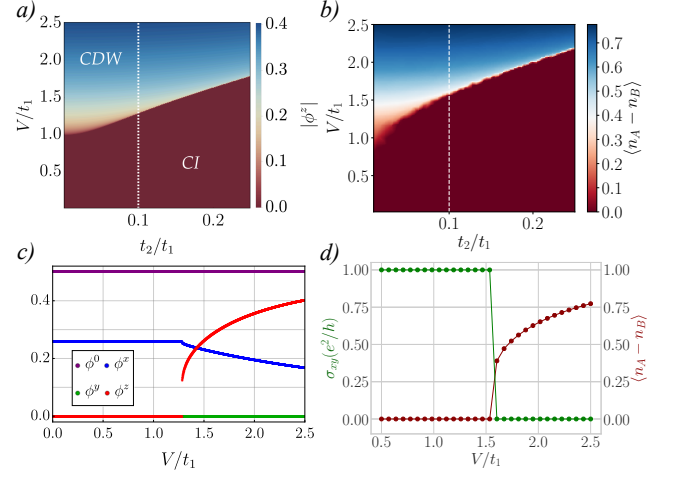 a)
2.5
2.0
1.5
1.0
0.5
V/t₁
CDW
CI
0.1
0.2
t₂/t₁
0.4
0.3
0.2
0.1
0.0
|ϕᶻ|
b)
2.5
2.0
1.5
1.0
0.5
V/t₁
0.1
0.2
t₂/t₁
0.7
0.6
0.5
0.4
0.3
0.2
0.1
0.0
⟨n_A − n_B⟩
c)
0.4
0.2
0.0
ϕ⁰ ϕˣ
ϕʸ ϕᶻ
0.0 0.5 1.0 1.5 2.0 2.5
V/t₁
d)
1.00
0.75
0.50
0.25
0.00
σ_xy(e²/h)
1.00
0.75
0.50
0.25
0.00
⟨n_A − n_B⟩
0.5 1.0 1.5 2.0 2.5
V/t₁